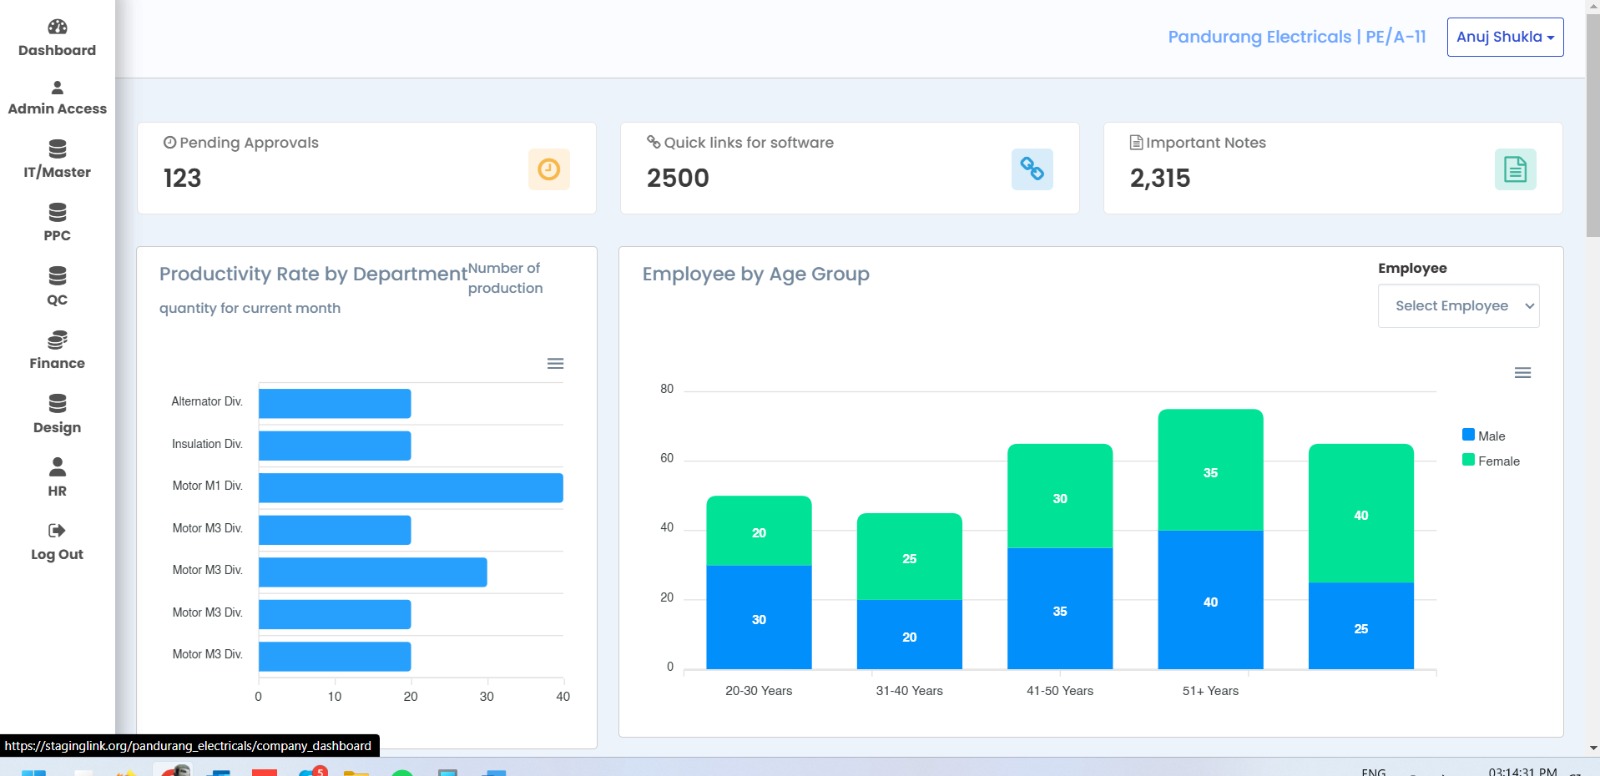 Dashboard
Admin Access
IT/Master
PPC
QC
Finance
Design
HR
Log Out
Pandurang Electricals | PE/A-11
Anuj Shukla
Pending Approvals
123
Quick links for software
2500
Important Notes
2,315
Productivity Rate by Department Number of
production
quantity for current month
Alternator Div.
Insulation Div.
Motor M1 Div.
Motor M3 Div.
Motor M3 Div.
Motor M3 Div.
Motor M3 Div.
0 10 20 30 40
Employee by Age Group
Employee
Select Employee
80
60
40
20
0
20 25 30 35 40
30 20 35 40 25
20-30 Years 31-40 Years 41-50 Years 51+ Years
Male
Female
https://staginglink.org/pandurang_electricals/company_dashboard
5
ENG
03:14:31 PM